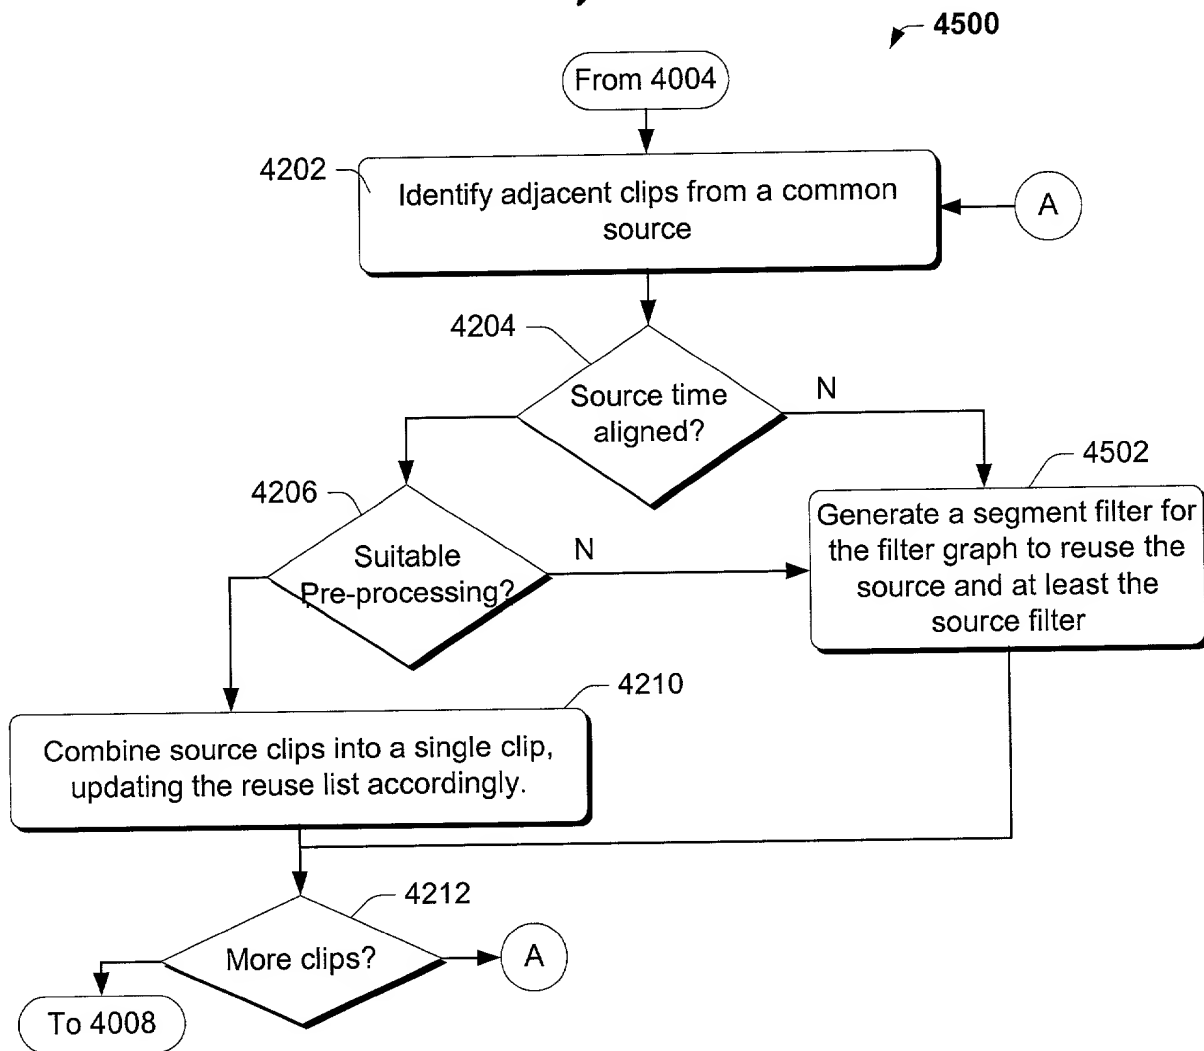 4500
From 4004
4202
Identify adjacent clips from a common
source
A
4204
Source time
aligned?
N
4502
Generate a segment filter for
the filter graph to reuse the
source and at least the
source filter
4206
Suitable
Pre-processing?
N
4210
Combine source clips into a single clip,
updating the reuse list accordingly.
4212
More clips?
A
To 4008